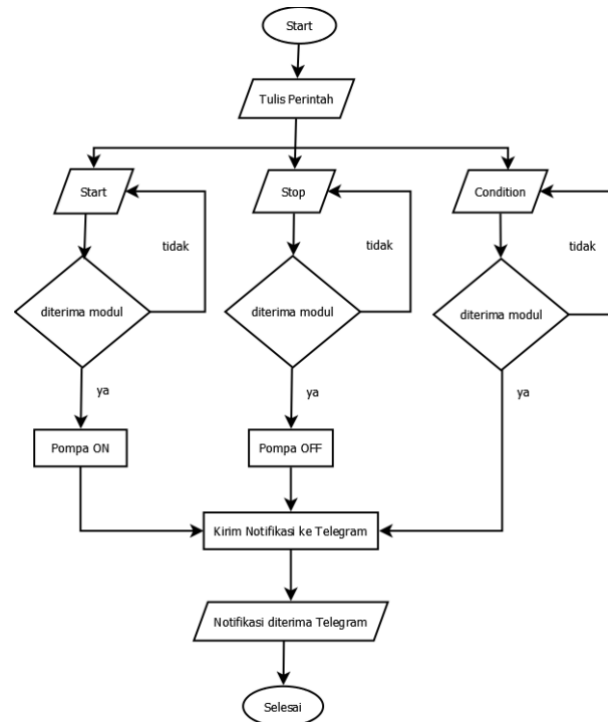 Start
Tulis Perintah
Start
Stop
Condition
tidak
tidak
tidak
diterima modul
diterima modul
diterima modul
ya
ya
ya
Pompa ON
Pompa OFF
Kirim Notifikasi ke Telegram
Notifikasi diterima Telegram
Selesai